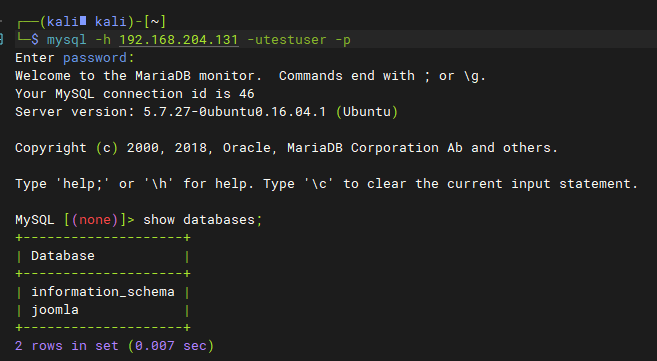 ┌──(kali㉿ kali)-[~]
└─$ mysql -h 192.168.204.131 -utestuser -p
Enter password:
Welcome to the MariaDB monitor.  Commands end with ; or \g.
Your MySQL connection id is 46
Server version: 5.7.27-0ubuntu0.16.04.1 (Ubuntu)
Copyright (c) 2000, 2018, Oracle, MariaDB Corporation Ab and others.
Type 'help;' or '\h' for help. Type '\c' to clear the current input statement.
MySQL [(none)]> show databases;
+--------------------+
| Database           |
+--------------------+
| information_schema |
| joomla             |
+--------------------+
2 rows in set (0.007 sec)